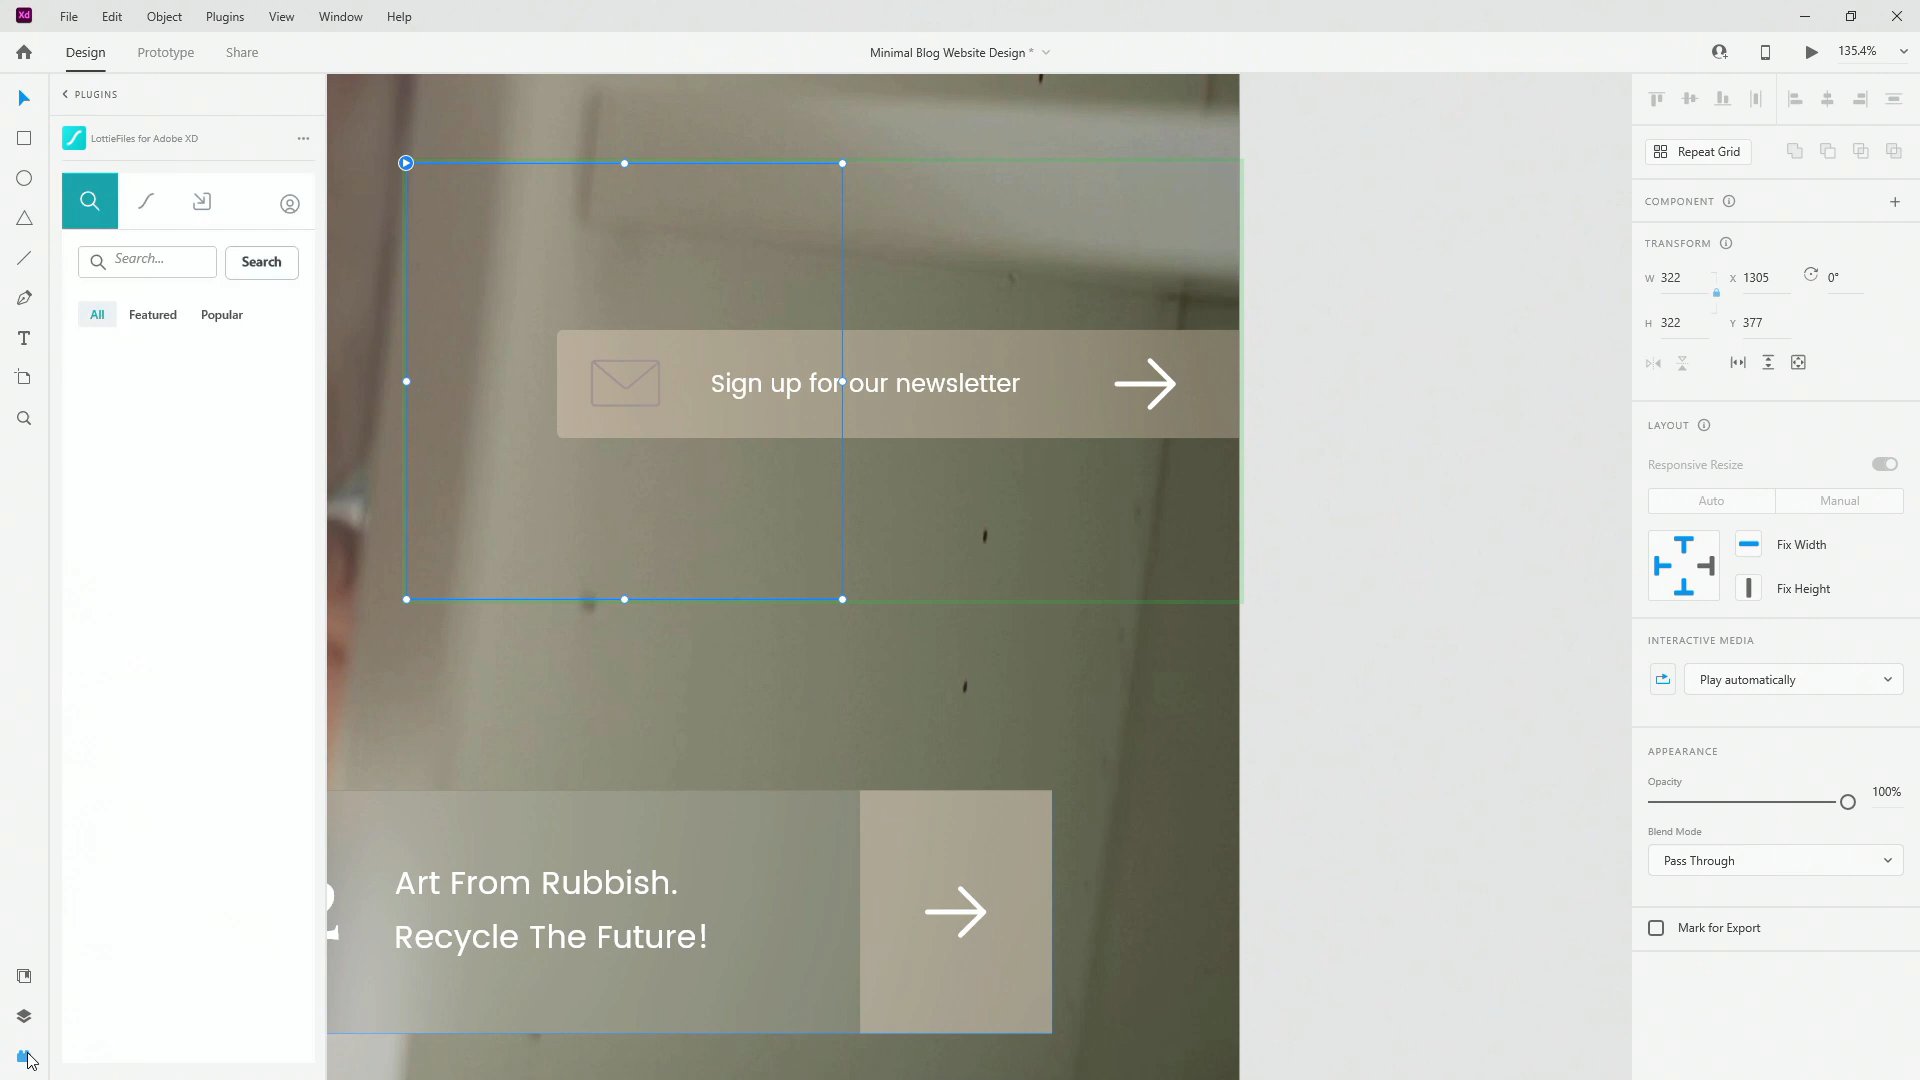 Xd File Edit Object Plugins View Window Help
Design Prototype Share
Minimal Blog Website Design *
135.4%
PLUGINS
LottieFiles for Adobe XD
Search... Search
All Featured Popular
Sign up for our newsletter
Art From Rubbish.
Recycle The Future!
Repeat Grid
COMPONENT
TRANSFORM
W 322 X 1305 0°
H 322 Y 377
LAYOUT
Responsive Resize
Auto Manual
Fix Width
Fix Height
INTERACTIVE MEDIA
Play automatically
APPEARANCE
Opacity
100%
Blend Mode
Pass Through
Mark for Export